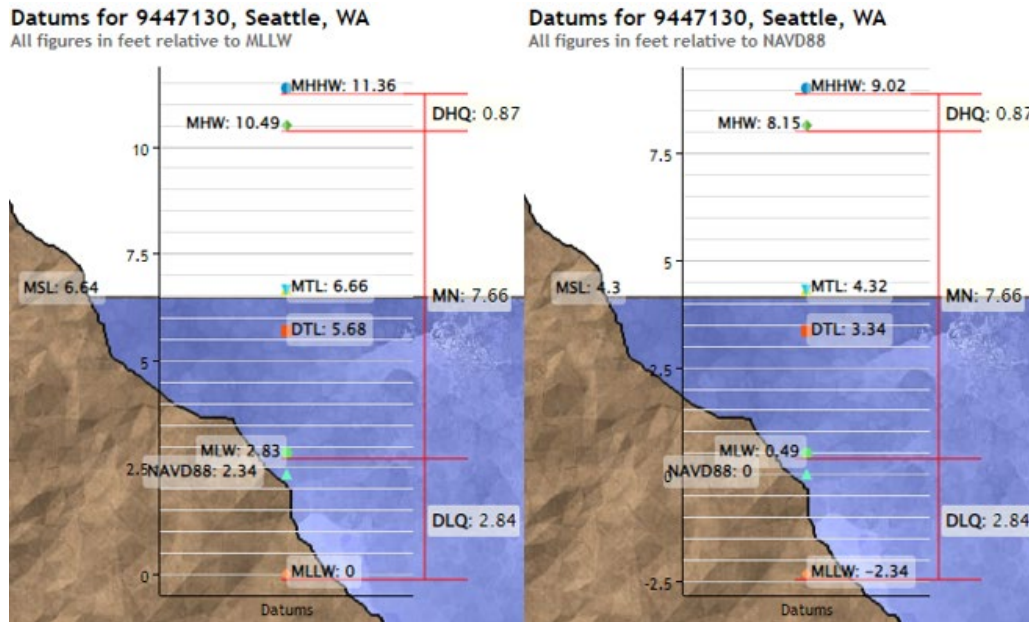 Datums for 9447130, Seattle, WA
All figures in feet relative to MLLW
MHHW: 11.36
DHQ: 0.87
MHW: 10.49
10
7.5
MSL: 6.64
MTL: 6.66
MN: 7.66
DTL: 5.68
5
MLW: 2.83
2.5
NAVD88: 2.34
DLQ: 2.84
MLLW: 0
0
Datums
Datums for 9447130, Seattle, WA
All figures in feet relative to NAVD88
MHHW: 9.02
DHQ: 0.87
MHW: 8.15
7.5
5
MSL: 4.3
MTL: 4.32
MN: 7.66
DTL: 3.34
2.5
MLW: 0.49
NAVD88: 0
0
DLQ: 2.84
MLLW: −2.34
-2.5
Datums